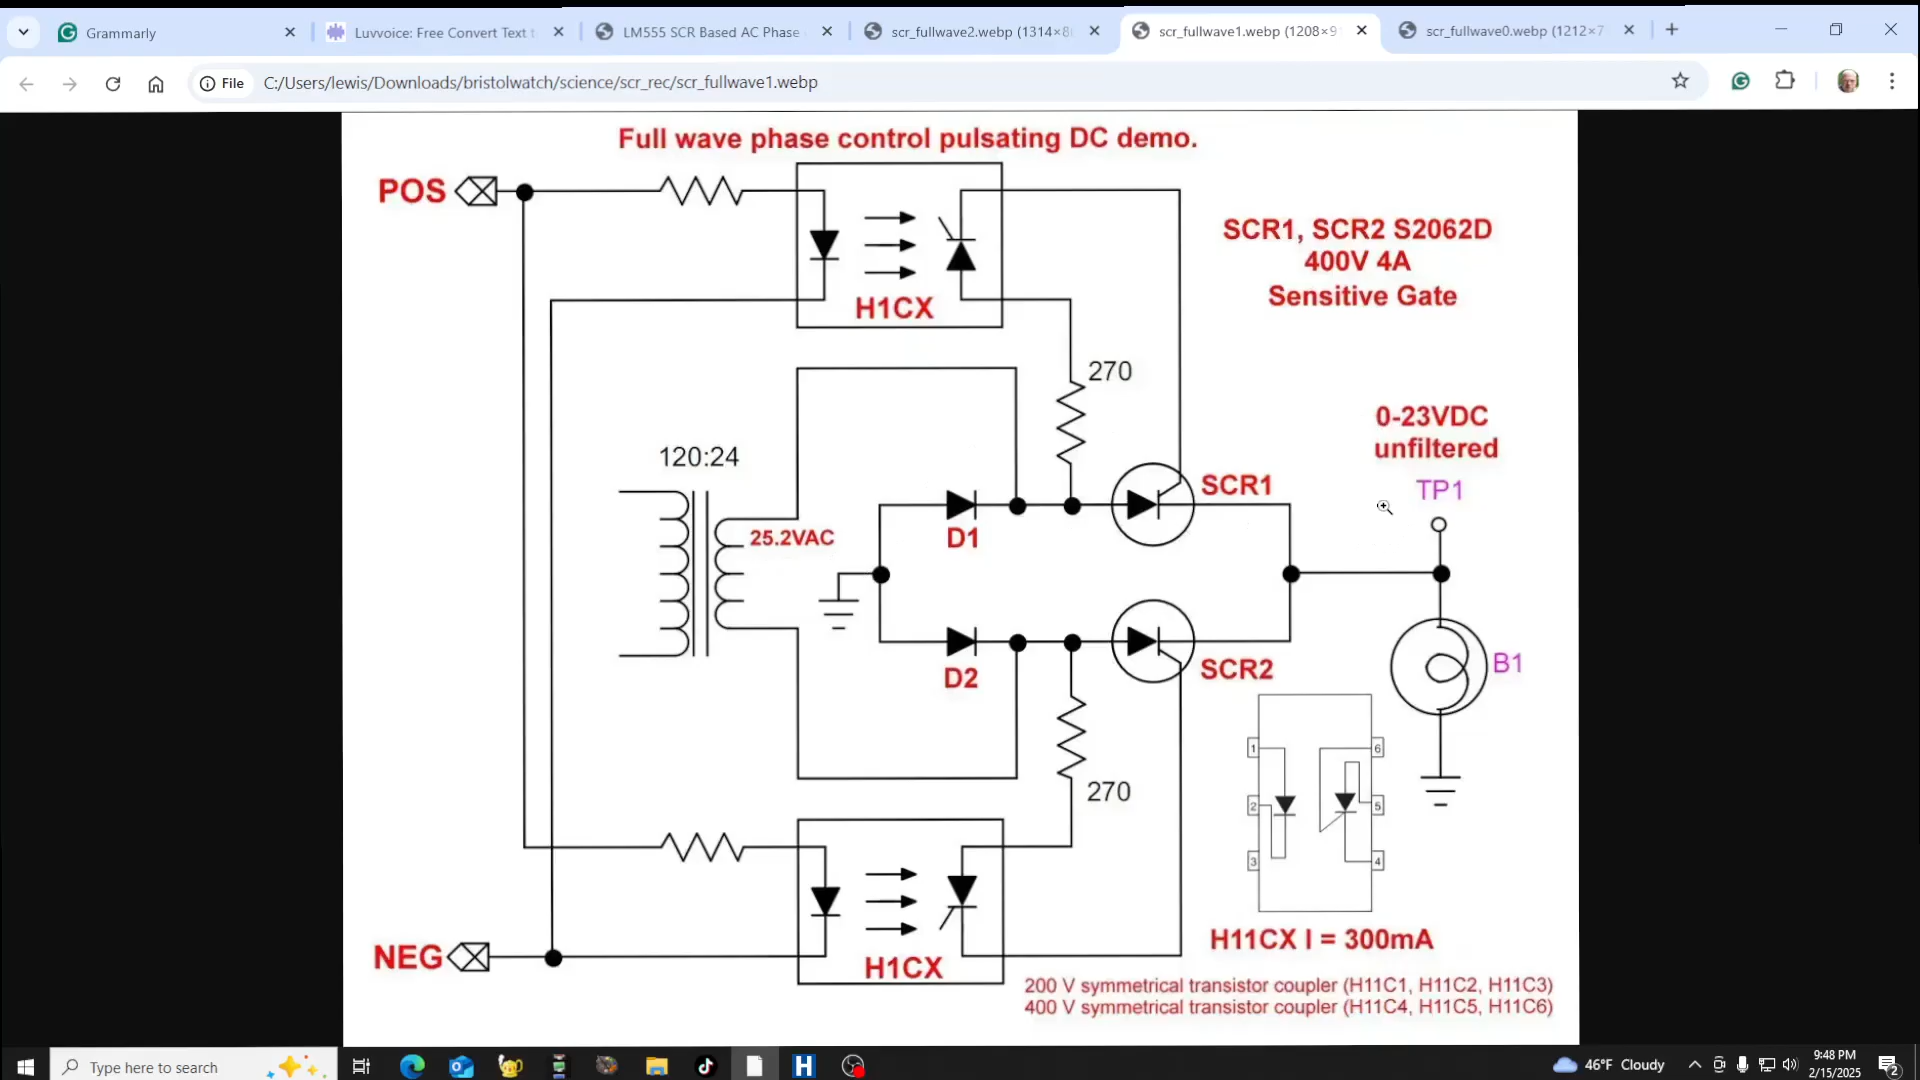 Grammarly
Luvvoice: Free Convert Text t
LM555 SCR Based AC Phase
scr_fullwave2.webp (1314×8
scr_fullwave1.webp (1208×9
scr_fullwave0.webp (1212×7
File
C:/Users/lewis/Downloads/bristolwatch/science/scr_rec/scr_fullwave1.webp
Full wave phase control pulsating DC demo.
POS
H1CX
SCR1, SCR2 S2062D
400V 4A
Sensitive Gate
270
0-23VDC
unfiltered
TP1
120:24
25.2VAC
D1
SCR1
D2
SCR2
B1
270
1
2
3
6
5
4
NEG
H1CX
H11CX I = 300mA
200 V symmetrical transistor coupler (H11C1, H11C2, H11C3)
400 V symmetrical transistor coupler (H11C4, H11C5, H11C6)
Type here to search
H
46°F Cloudy
9:48 PM
2/15/2025
2